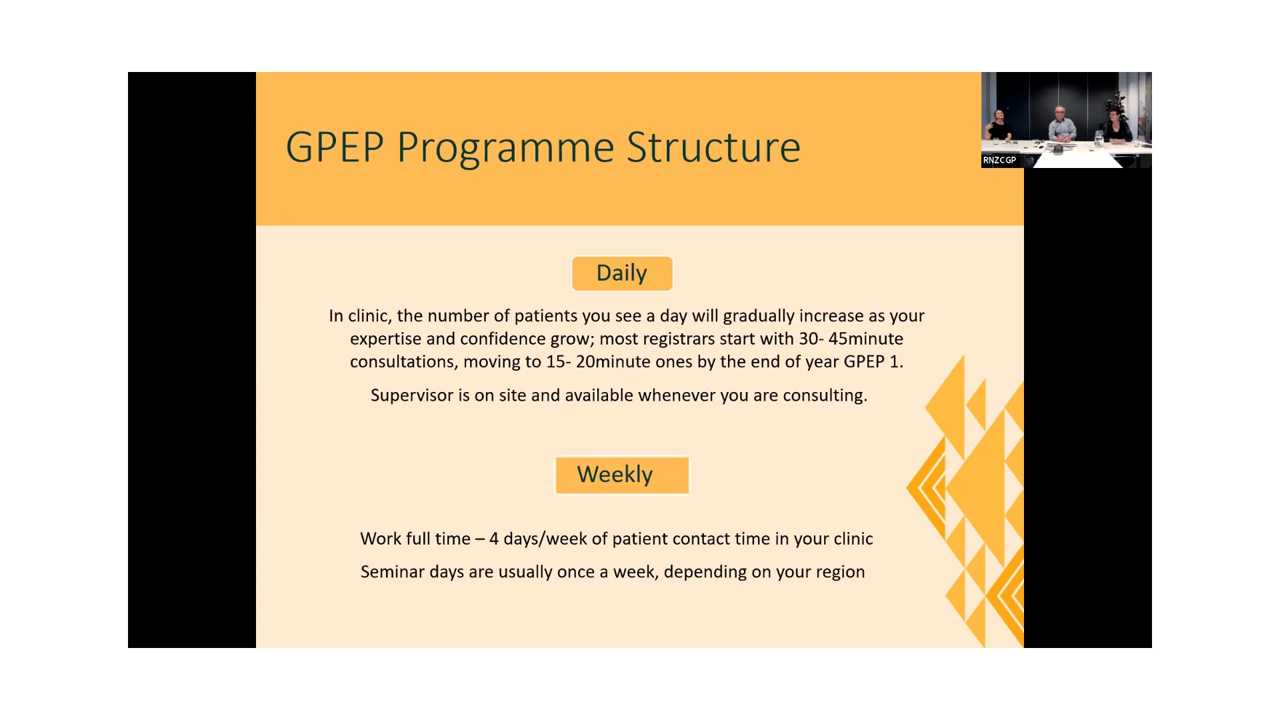 GPEP Programme Structure
RNZCGP
Daily
In clinic, the number of patients you see a day will gradually increase as your
expertise and confidence grow; most registrars start with 30- 45minute
consultations, moving to 15- 20minute ones by the end of year GPEP 1.
Supervisor is on site and available whenever you are consulting.
Weekly
Work full time – 4 days/week of patient contact time in your clinic
Seminar days are usually once a week, depending on your region